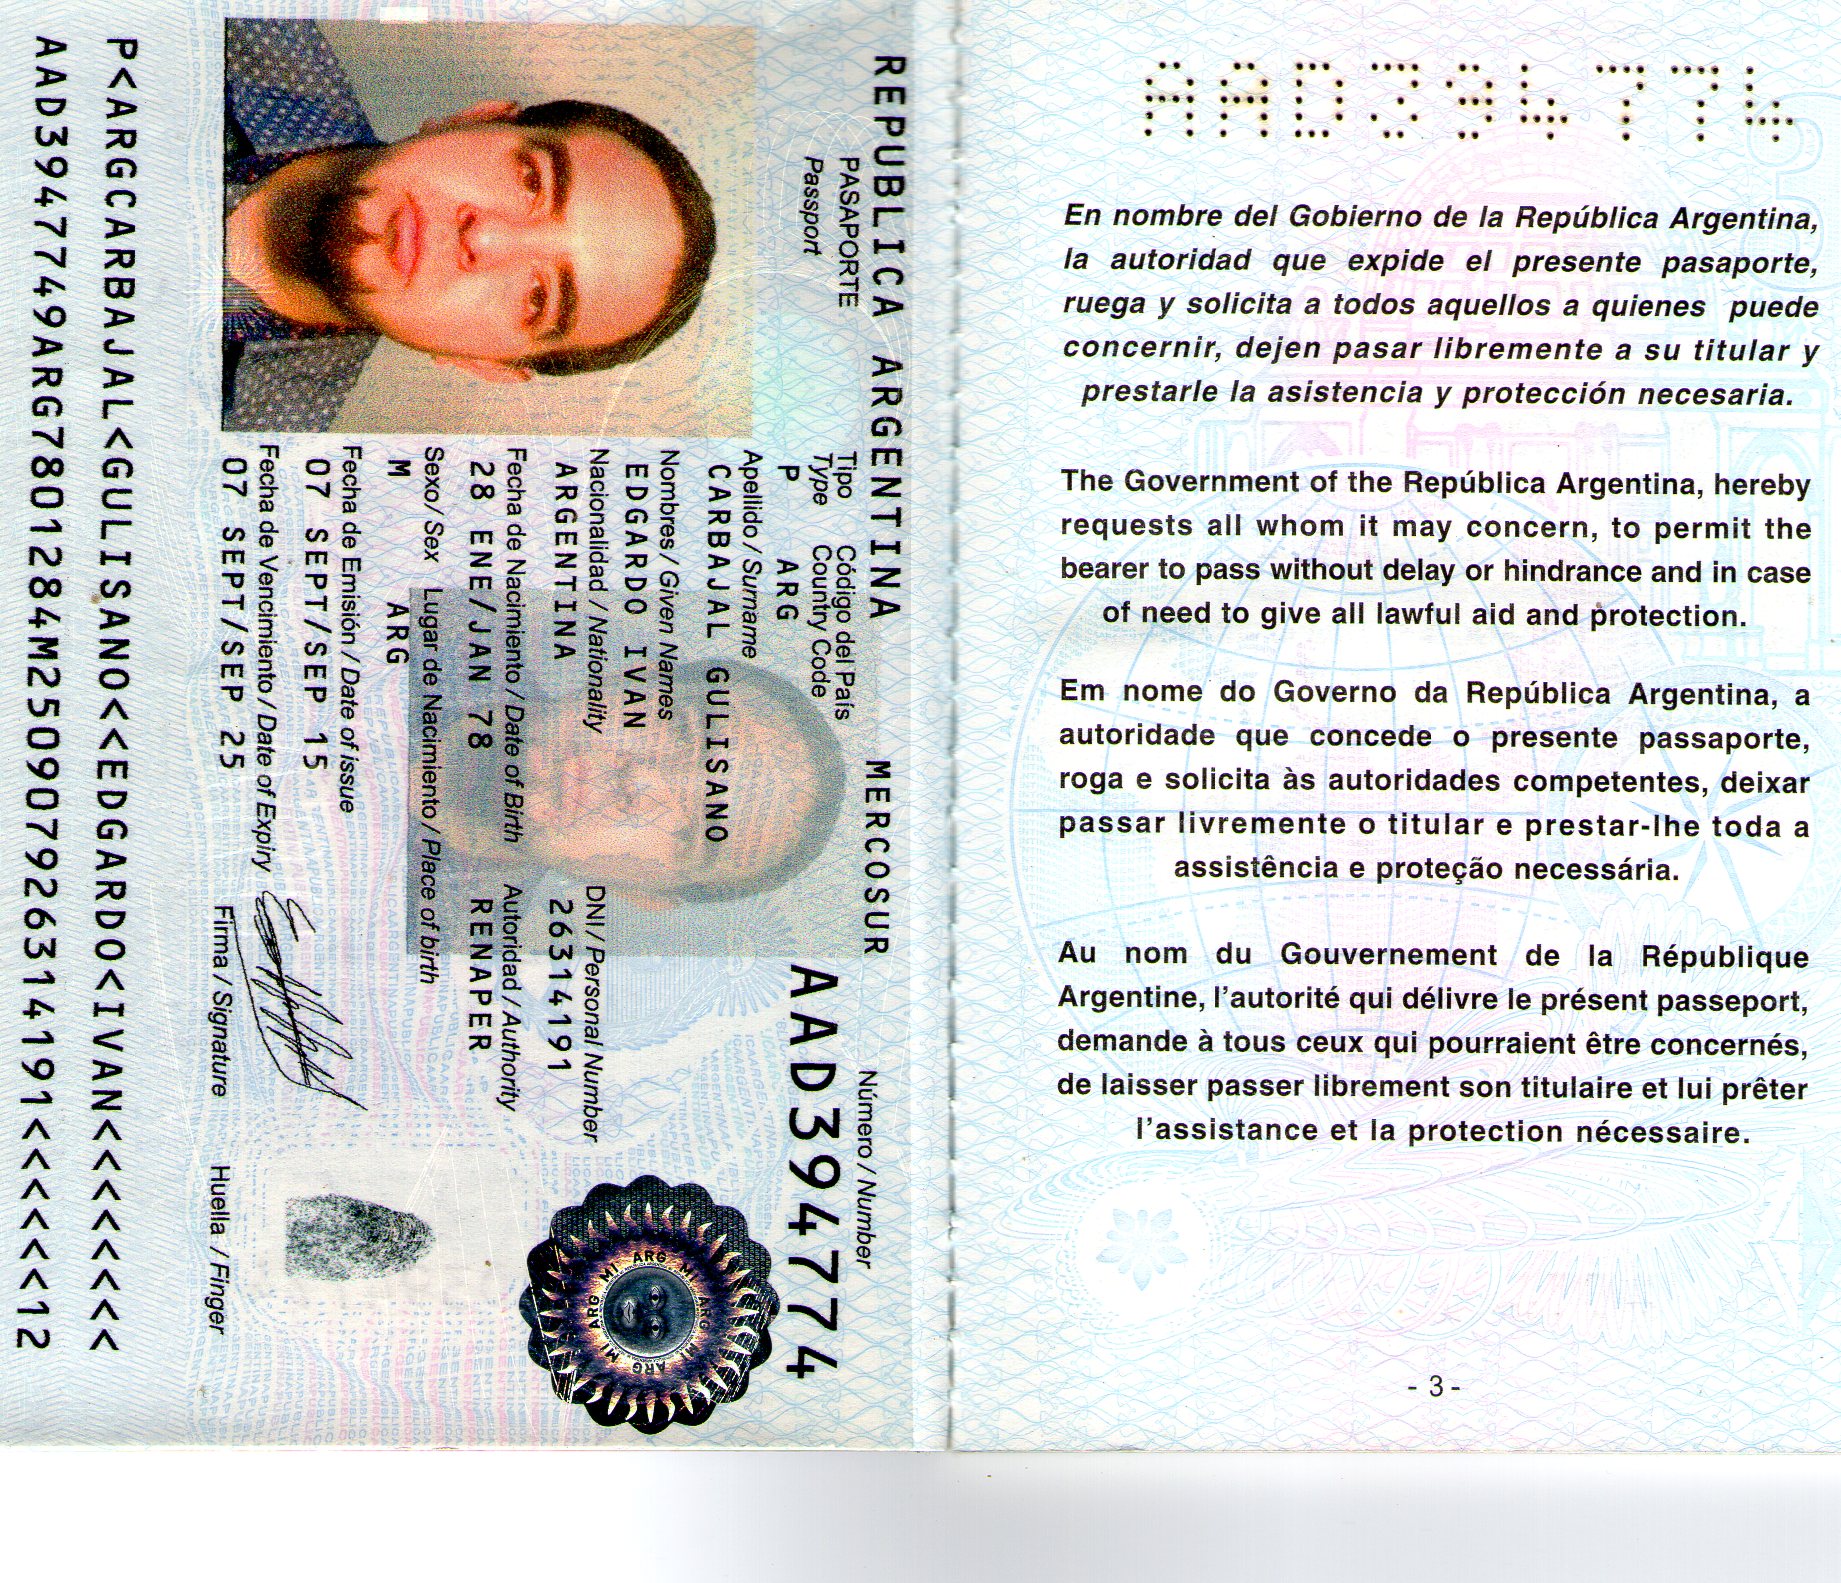 REPUBLICA ARGENTINA MERCOSUR
PASAPORTE
Passport
Tipo Código del País Número / Number
Type Country Code
P ARG AAD394774
Apellido / Surname
CARBAJAL GULISANO
Nombres / Given Names
EDGARDO IVAN
Nacionalidad / Nationality DNI / Personal Number
ARGENTINA 26314191
Fecha de Nacimiento / Date of Birth Autoridad / Authority
28 ENE/JAN 78 RENAPER
Sexo / Sex Lugar de Nacimiento / Place of birth
M ARG
Fecha de Emisión / Date of issue
07 SEPT/SEP 15
Fecha de Vencimiento / Date of Expiry
07 SEPT/SEP 25
Firma / Signature Huella / Finger
ARG MI ARG MI ARG MI ARG MI
P<ARGCARBAJAL<GULISANO<<EDGARDO<IVAN<<<<<<<<
AAD3947749ARG7801284M250907926314191<<<<<<12
AAD394774
En nombre del Gobierno de la República Argentina,
la autoridad que expide el presente pasaporte,
ruega y solicita a todos aquellos a quienes puede
concernir, dejen pasar libremente a su titular y
prestarle la asistencia y protección necesaria.
The Government of the República Argentina, hereby
requests all whom it may concern, to permit the
bearer to pass without delay or hindrance and in case
of need to give all lawful aid and protection.
Em nome do Governo da República Argentina, a
autoridade que concede o presente passaporte,
roga e solicita às autoridades competentes, deixar
passar livremente o titular e prestar-lhe toda a
assistência e proteção necessária.
Au nom du Gouvernement de la République
Argentine, l'autorité qui délivre le présent passeport,
demande à tous ceux qui pourraient être concernés,
de laisser passer librement son titulaire et lui prêter
l'assistance et la protection nécessaire.
- 3 -